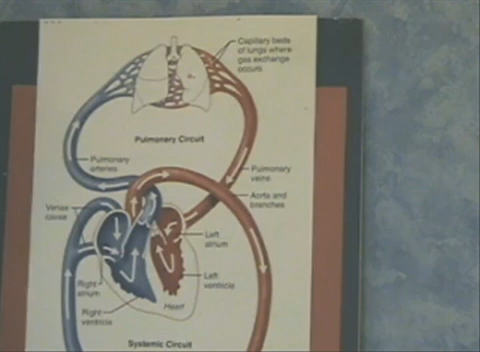 Capillary beds
of lungs where
gas exchange
occurs
Pulmonary Circuit
Pulmonary
arteries
Pulmonary
veins
Aorta and
branches
Venae
cavae
Left
atrium
Left
ventricle
Right
atrium
Heart
Right
ventricle
Systemic Circuit